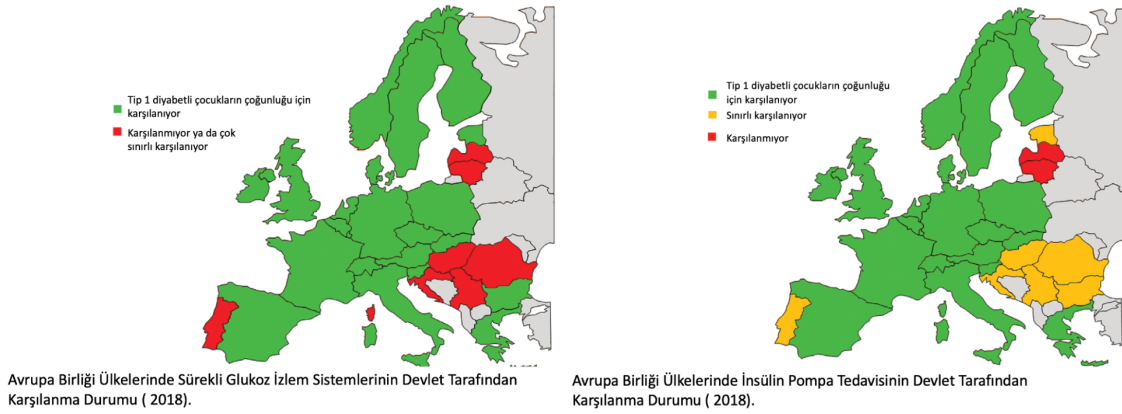 Tip 1 diyabetli çocukların çoğunluğu için
karşılanıyor
Karşılanmıyor ya da çok
sınırlı karşılanıyor
Avrupa Birliği Ülkelerinde Sürekli Glukoz İzlem Sistemlerinin Devlet Tarafından
Karşılanma Durumu ( 2018).
Tip 1 diyabetli çocukların çoğunluğu
için karşılanıyor
Sınırlı karşılanıyor
Karşılanmıyor
Avrupa Birliği Ülkelerinde İnsülin Pompa Tedavisinin Devlet Tarafından
Karşılanma Durumu ( 2018).